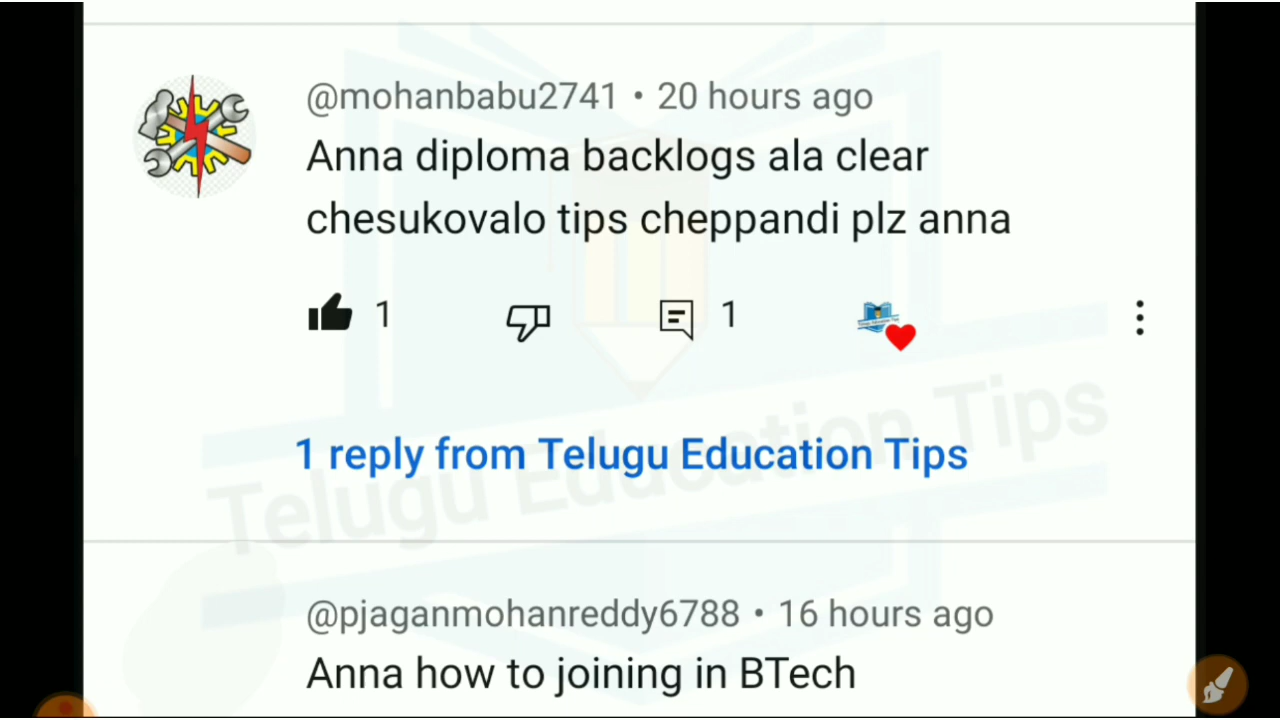 @mohanbabu2741 • 20 hours ago
Anna diploma backlogs ala clear
chesukovalo tips cheppandi plz anna
1 1
1 reply from Telugu Education Tips
Telugu Education Tips
@pjaganmohanreddy6788 • 16 hours ago
Anna how to joining in BTech